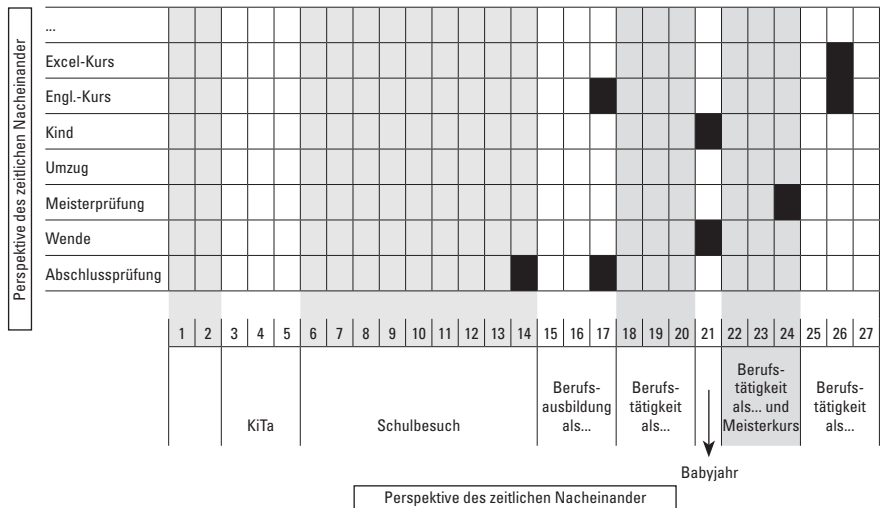 Perspektive des zeitlichen Nacheinander
...
Excel-Kurs
Engl.-Kurs
Kind
Umzug
Meisterprüfung
Wende
Abschlussprüfung
1 2 3 4 5 6 7 8 9 10 11 12 13 14 15 16 17 18 19 20 21 22 23 24 25 26 27
KiTa
Schulbesuch
Berufs-
ausbildung
als...
Berufs-
tätigkeit
als...
Babyjahr
Berufs-
tätigkeit
als... und
Meisterkurs
Berufs-
tätigkeit
als...
Perspektive des zeitlichen Nacheinander